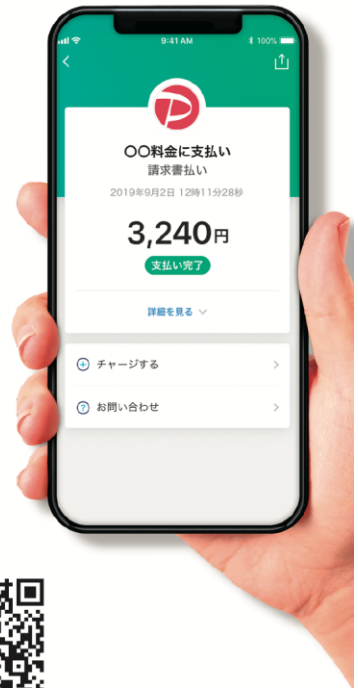 9:41 AM
100%
〇〇料金に支払い
請求書払い
2019年9月2日 12時11分28秒
3,240円
支払い完了
詳細を見る
チャージする
お問い合わせ